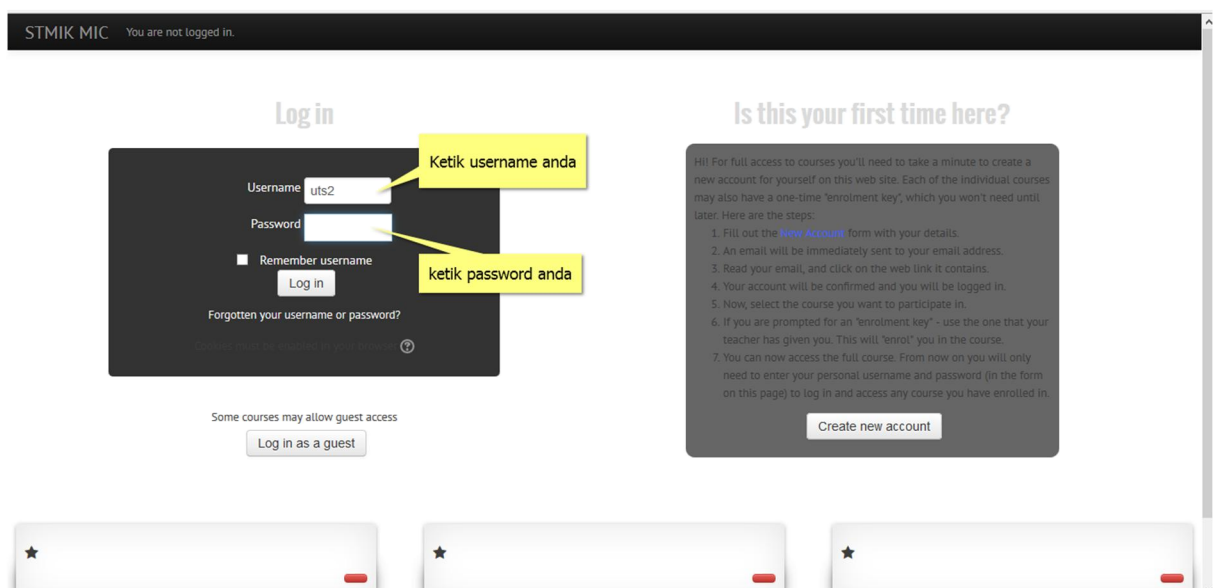 STMIK MIC You are not logged in.
Log in
Username uts2
Ketik username anda
Password
ketik password anda
Remember username
Log in
Forgotten your username or password?
Cookies must be enabled in your browser
Some courses may allow guest access
Log in as a guest
Is this your first time here?
Hi! For full access to courses you'll need to take a minute to create a
new account for yourself on this web site. Each of the individual courses
may also have a one-time "enrolment key", which you won't need until
later. Here are the steps:
1. Fill out the New Account form with your details.
2. An email will be immediately sent to your email address.
3. Read your email, and click on the web link it contains.
4. Your account will be confirmed and you will be logged in.
5. Now, select the course you want to participate in.
6. If you are prompted for an "enrolment key" - use the one that your
teacher has given you. This will "enrol" you in the course.
7. You can now access the full course. From now on you will only
need to enter your personal username and password (in the form
on this page) to log in and access any course you have enrolled in.
Create new account